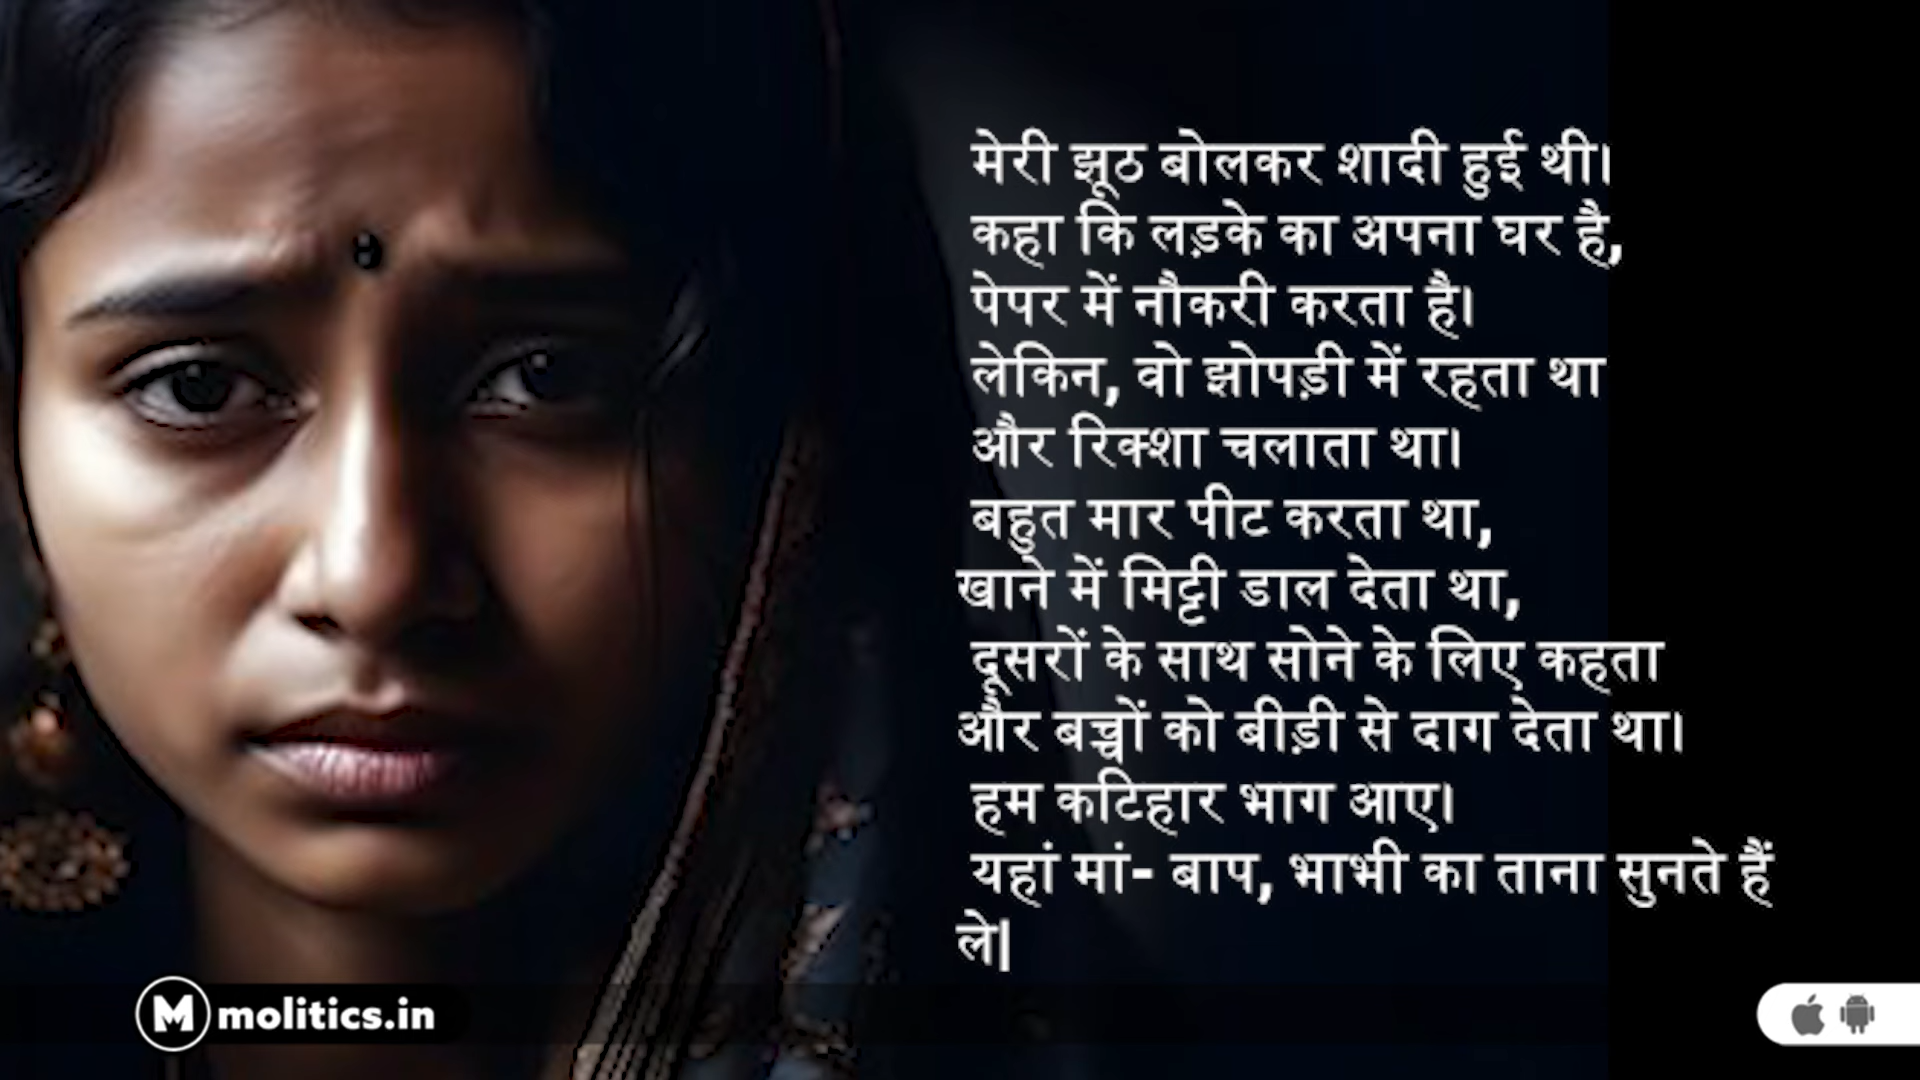 मेरी झूठ बोलकर शादी हुई थी।
कहा कि लड़के का अपना घर है,
पेपर में नौकरी करता है।
लेकिन, वो झोपड़ी में रहता था
और रिक्शा चलाता था।
बहुत मार पीट करता था,
खाने में मिट्टी डाल देता था,
दूसरों के साथ सोने के लिए कहता
और बच्चों को बीड़ी से दाग देता था।
हम कटिहार भाग आए।
यहां मां- बाप, भाभी का ताना सुनते हैं
ले|
molitics.in